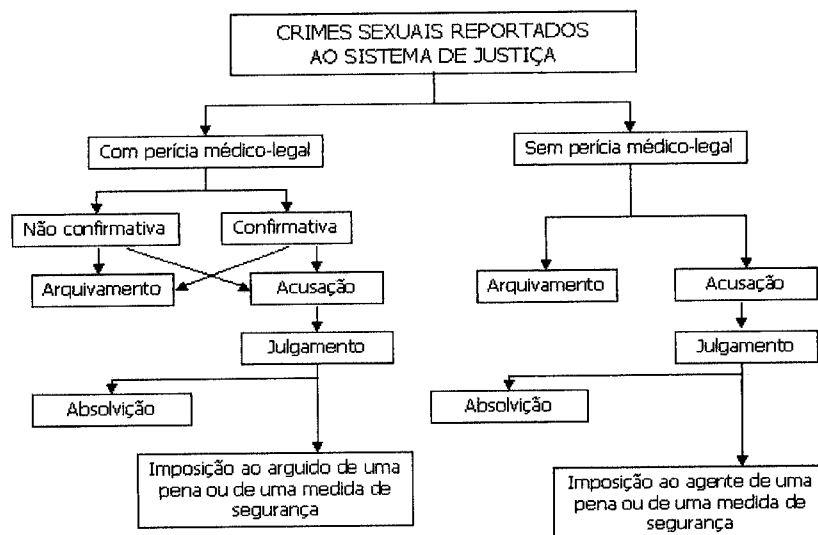 CRIMES SEXUAIS REPORTADOS
AO SISTEMA DE JUSTIÇA
Com perícia médico-legal
Sem perícia médico-legal
Não confirmativa
Confirmativa
Arquivamento
Acusação
Arquivamento
Acusação
Julgamento
Julgamento
Absolvição
Absolvição
Imposição ao arguido de uma
pena ou de uma medida de
segurança
Imposição ao agente de uma
pena ou de uma medida de
segurança